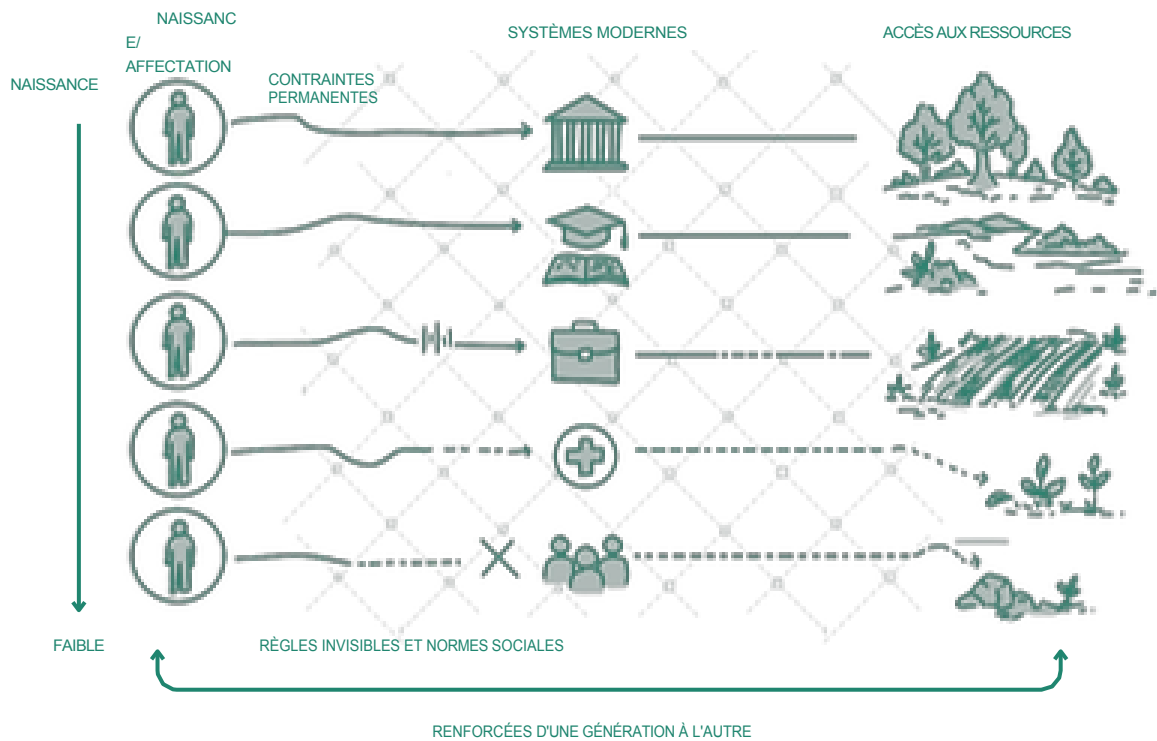 NAISSANC
E/
AFFECTATION
SYSTÈMES MODERNES
ACCÈS AUX RESSOURCES
NAISSANCE
CONTRAINTES
PERMANENTES
FAIBLE
RÈGLES INVISIBLES ET NORMES SOCIALES
RENFORCÉES D'UNE GÉNÉRATION À L'AUTRE